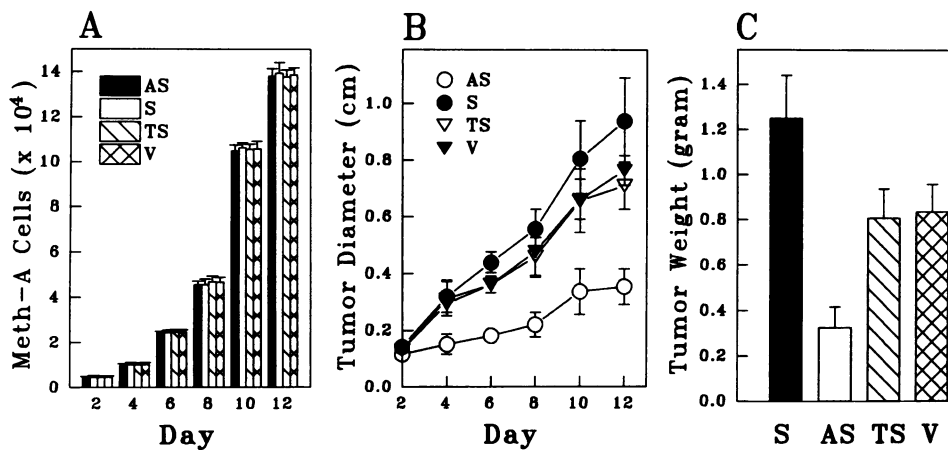 A
Meth-A Cells (x 10⁴)
14
12
10
8
6
4
2
0
AS
S
TS
V
2 4 6 8 10 12
Day
B
Tumor Diameter (cm)
1.0
0.8
0.6
0.4
0.2
0.0
AS
S
TS
V
2 4 6 8 10 12
Day
C
Tumor Weight (gram)
1.4
1.2
1.0
0.8
0.6
0.4
0.2
0.0
S AS TS V